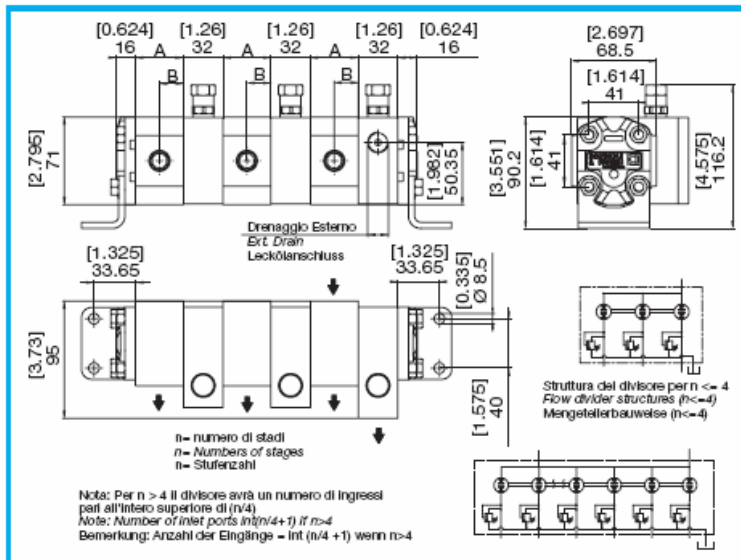 [0.624]
16
A
[1.26]
32
A
[1.26]
32
A
[1.26]
32
[0.624]
16
B
B
B
[2.795]
71
[1.982]
50.35
Drenaggio Esterno
Ext. Drain
Leckölanschluss
[2.697]
68.5
[1.614]
41
[3.551]
90.2
[1.614]
41
[4.575]
116.2
[1.325]
33.65
[1.325]
33.65
[0.335]
Ø 8.5
[3.73]
95
[1.575]
40
n= numero di stadi
n= Numbers of stages
n= Stufenzahl
Struttura del divisore per n <= 4
Flow divider structures (n<=4)
Mengeteilerbauweise (n<=4)
Nota: Per n > 4 il divisore avrà un numero di ingressi
pari all'intero superiore di (n/4)
Note: Number of inlet ports int(n/4+1) if n>4
Bemerkung: Anzahl der Eingänge = int (n/4 +1) wenn n>4